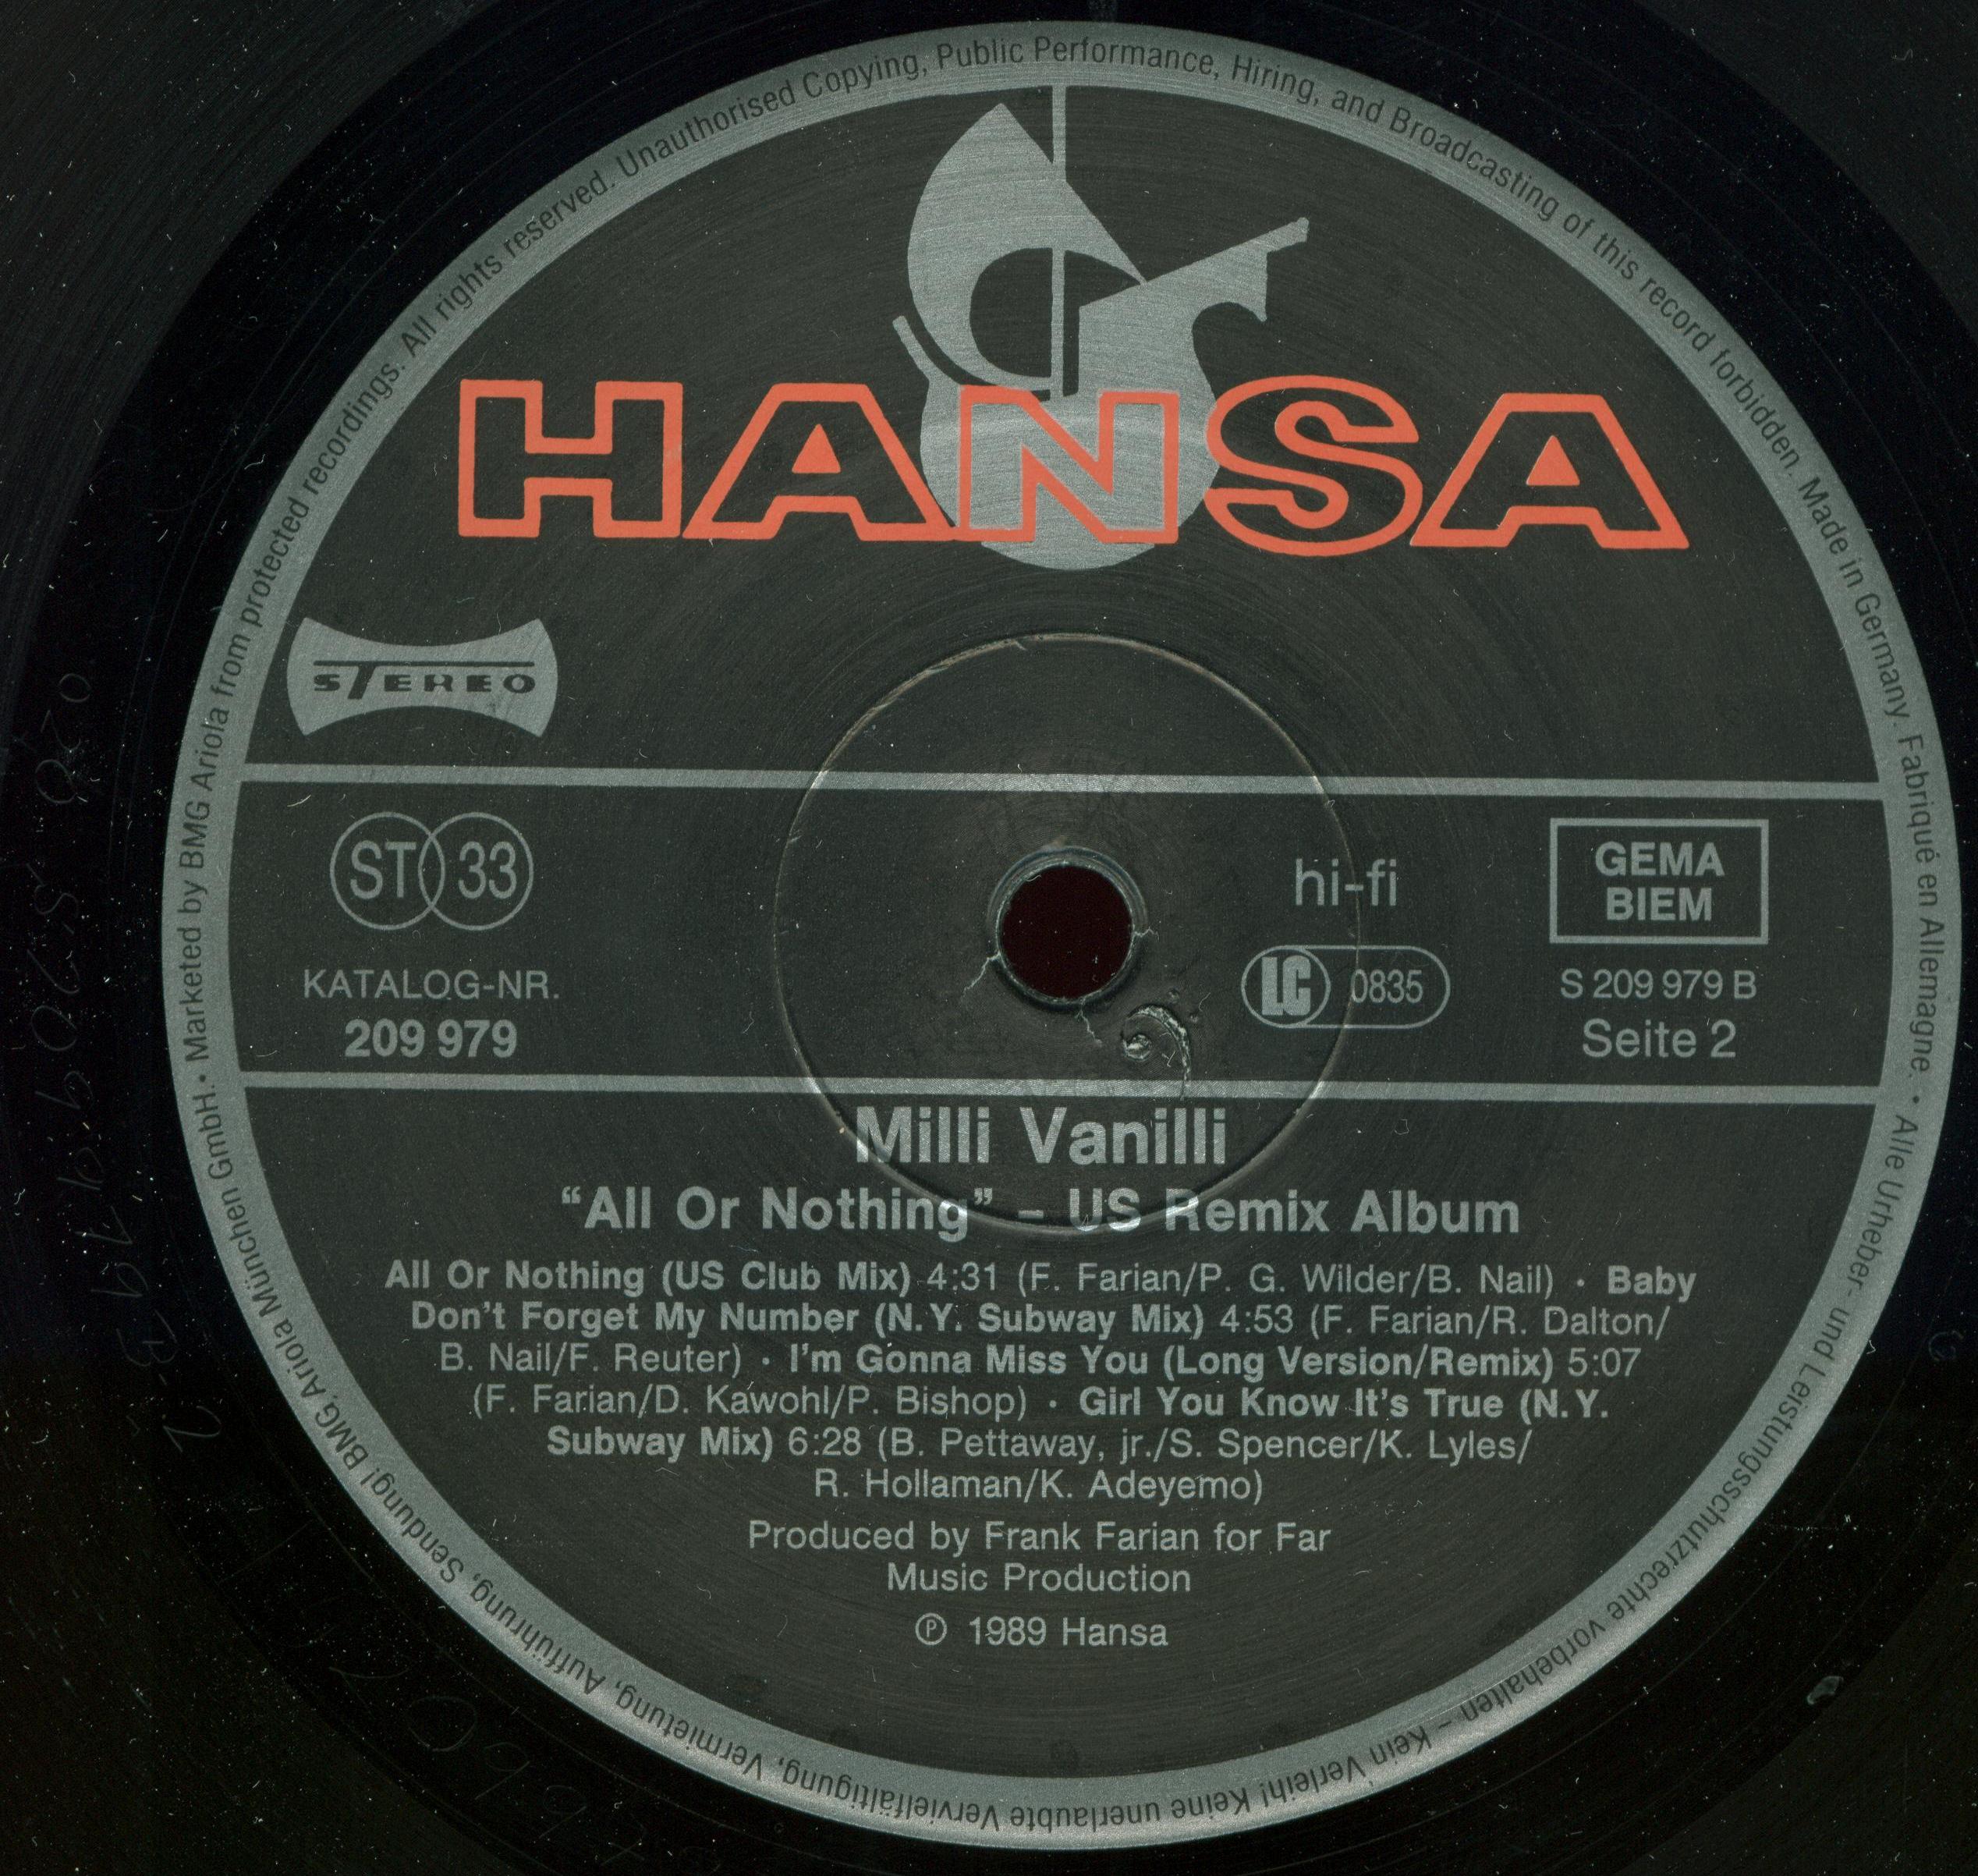 Marketed by BMG Ariola from protected recordings. All rights reserved. Unauthorised Copying, Public Performance, Hiring, and Broadcasting of this record forbidden. Made in Germany. Fabriqué en Allemagne. • Alle Urheber- und Leistungsschutzrechte vorbehalten – Kein Verleih! Keine unerlaubte Vervielfältigung, Vermietung, Aufführung, Sendung! BMG Ariola München GmbH. •
HANSA
STEREO
ST 33
hi-fi
GEMA
BIEM
KATALOG-NR.
209 979
LC 0835
S 209 979 B
Seite 2
Milli Vanilli
“All Or Nothing” – US Remix Album
All Or Nothing (US Club Mix) 4:31 (F. Farian/P. G. Wilder/B. Nail) · Baby
Don’t Forget My Number (N.Y. Subway Mix) 4:53 (F. Farian/R. Dalton/
B. Nail/F. Reuter) · I’m Gonna Miss You (Long Version/Remix) 5:07
(F. Farian/D. Kawohl/P. Bishop) · Girl You Know It’s True (N.Y.
Subway Mix) 6:28 (B. Pettaway, jr./S. Spencer/K. Lyles/
R. Hollaman/K. Adeyemo)
Produced by Frank Farian for Far
Music Production
Ⓟ 1989 Hansa